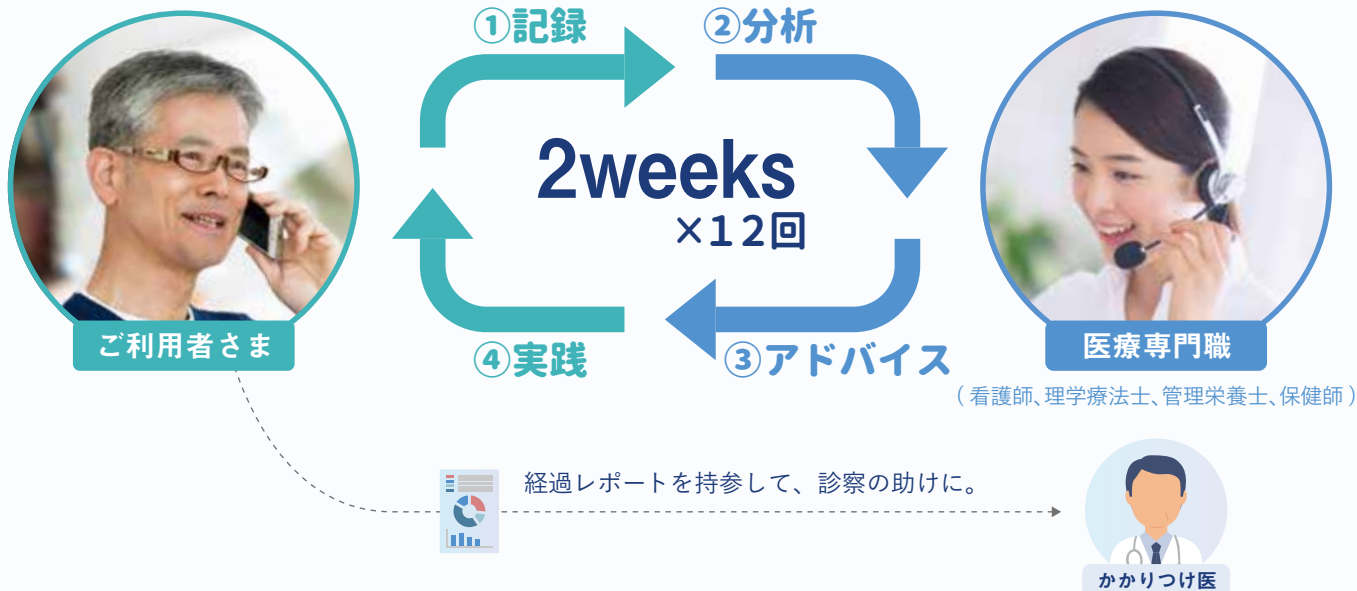 ①記録
②分析
2weeks
×12回
ご利用者さま
④実践
③アドバイス
医療専門職
(看護師、理学療法士、管理栄養士、保健師)
経過レポートを持参して、診察の助けに。
かかりつけ医